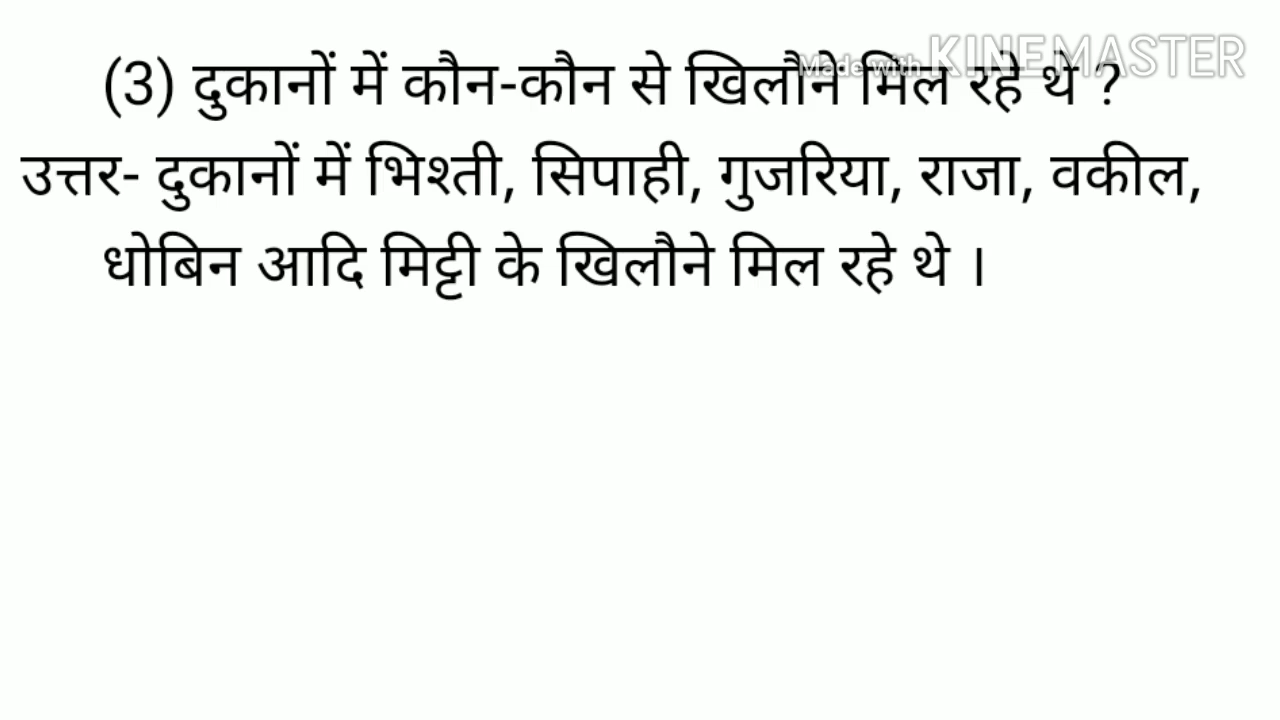 Made with KINEMASTER
(3) दुकानों में कौन-कौन से खिलौने मिल रहे थे ?
उत्तर- दुकानों में भिश्ती, सिपाही, गुजरिया, राजा, वकील,
धोबिन आदि मिट्टी के खिलौने मिल रहे थे ।